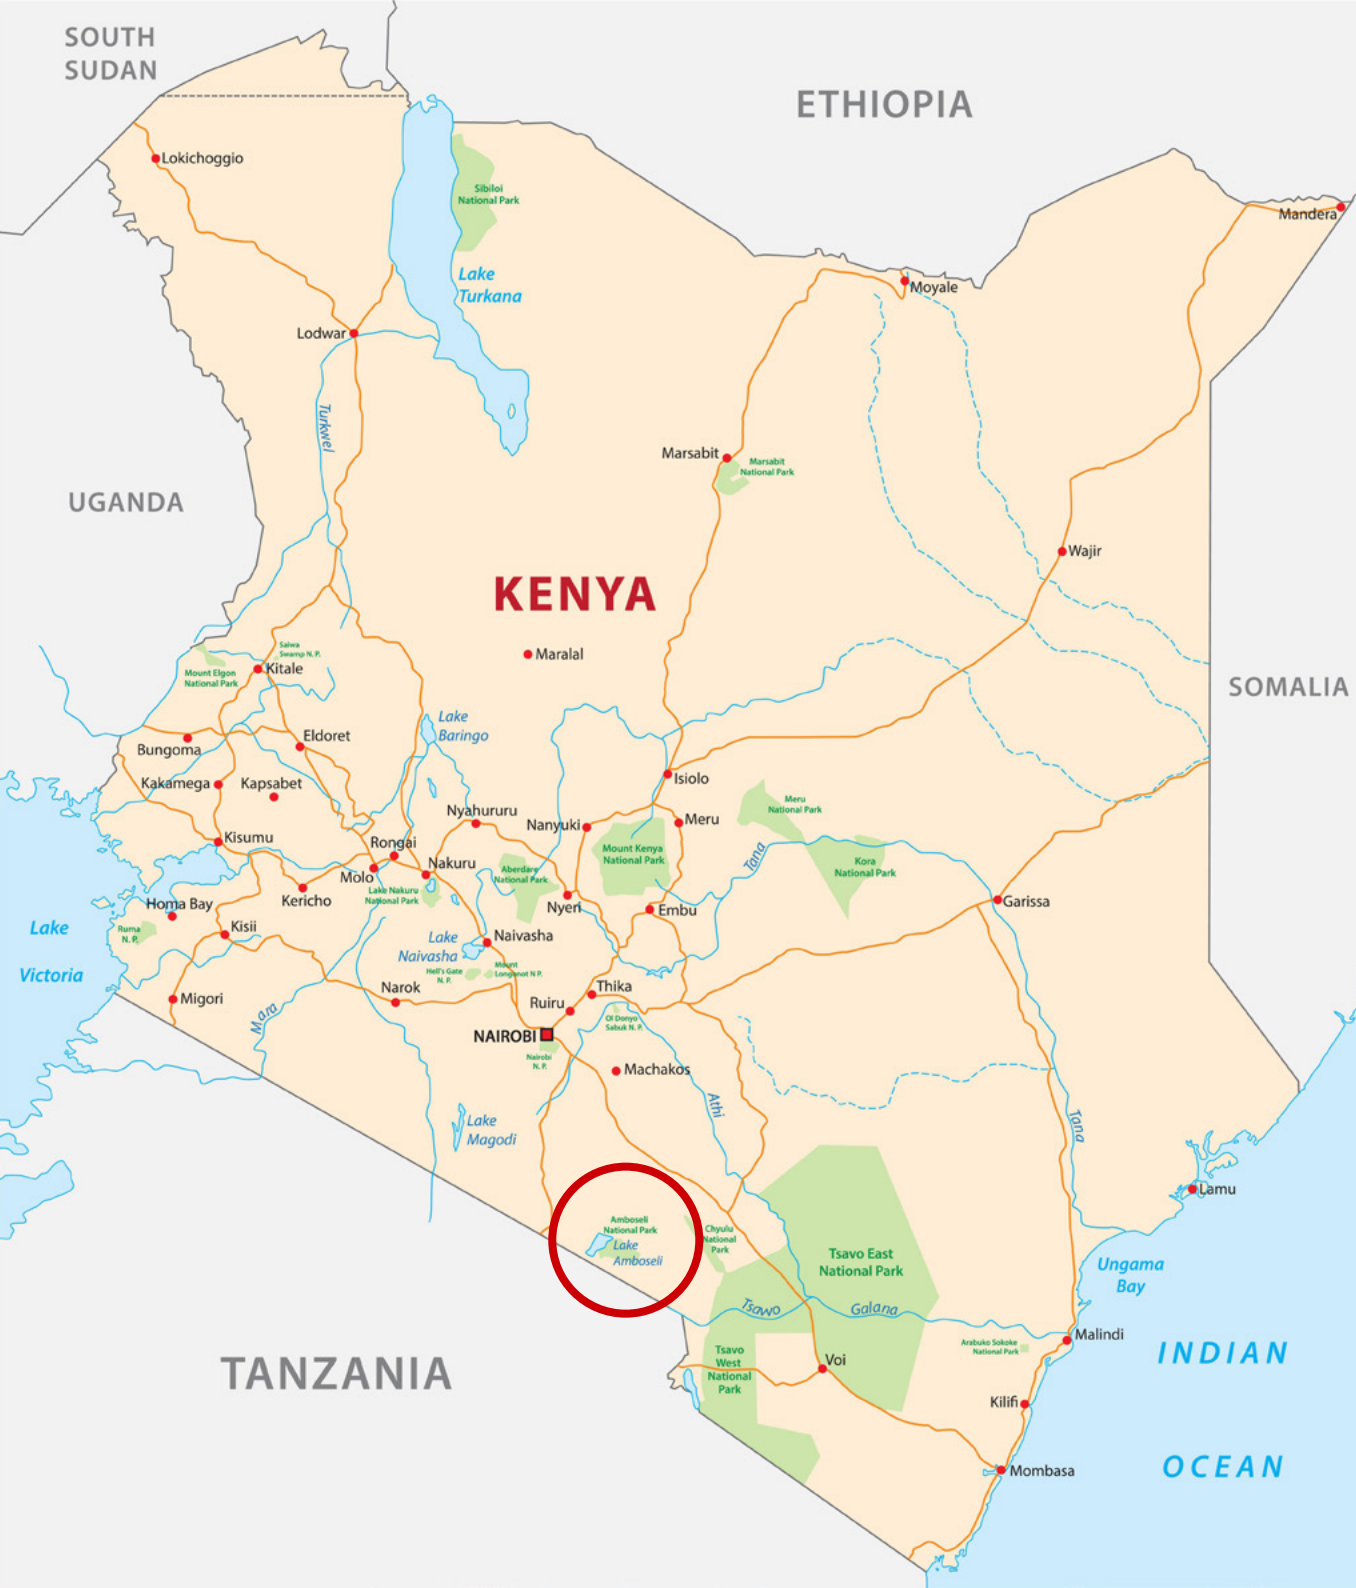 SOUTH
SUDAN
ETHIOPIA
Lokichoggio
Sibiloi
National Park
Mandera
Lake
Turkana
Moyale
Lodwar
Turkwel
Marsabit
Marsabit
National Park
UGANDA
Wajir
KENYA
Maralal
Saiwa
Swamp N. P.
Kitale
Mount Elgon
National Park
SOMALIA
Lake
Baringo
Eldoret
Bungoma
Isiolo
Kakamega
Kapsabet
Meru
National Park
Nyahururu
Nanyuki
Meru
Kisumu
Rongai
Mount Kenya
National Park
Tana
Nakuru
Kora
National Park
Molo
Aberdare
National Park
Lake Nakuru
National Park
Kericho
Homa Bay
Nyeri
Embu
Garissa
Lake
Victoria
Ruma
N. P.
Kisii
Naivasha
Lake
Naivasha
Hell's Gate
N. P.
Mount
Longonot N P.
Narok
Thika
Migori
Ruiru
Mara
Ol Donyo
Sabuk N. P.
NAIROBI
Nairobi
N. P.
Machakos
Athi
Lake
Magodi
Tana
Lamu
Amboseli
National Park
Lake
Amboseli
Chyulu
National
Park
Tsavo East
National Park
Ungama
Bay
Tsawo
Galana
Malindi
Arabuko Sokoke
National Park
INDIAN
OCEAN
TANZANIA
Tsavo
West
National
Park
Voi
Kilifi
Mombasa